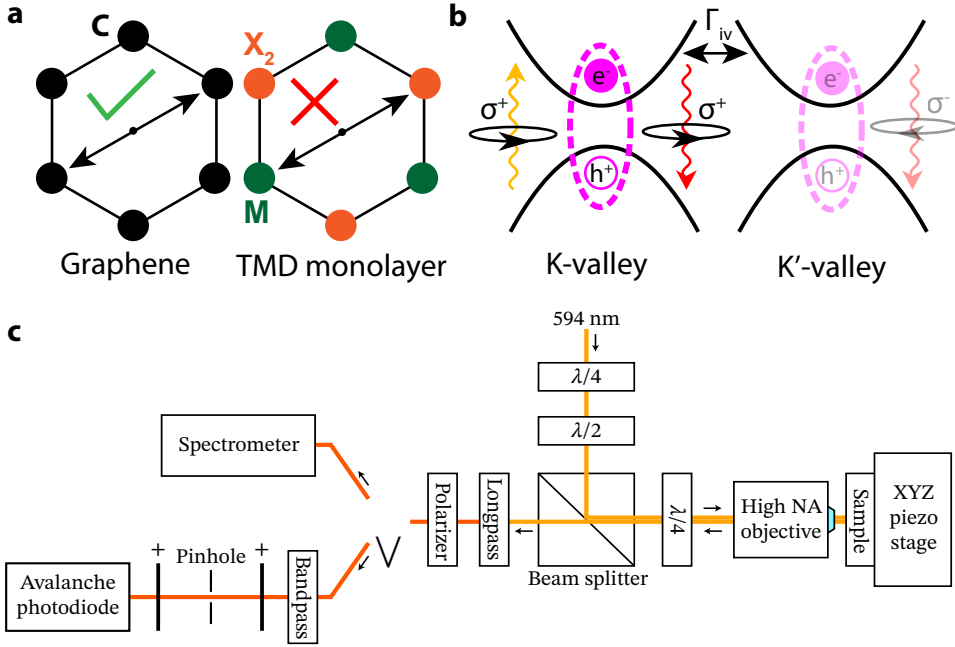 a
C
X₂
M
Graphene
TMD monolayer
b
Γiv
e⁻
h⁺
σ⁺
σ⁺
K-valley
e⁻
h⁺
σ⁻
K'-valley
c
594 nm
λ/4
λ/2
Spectrometer
Polarizer
Longpass
Beam splitter
λ/4
High NA
objective
Sample
XYZ
piezo
stage
Avalanche
photodiode
+
Pinhole
+
Bandpass